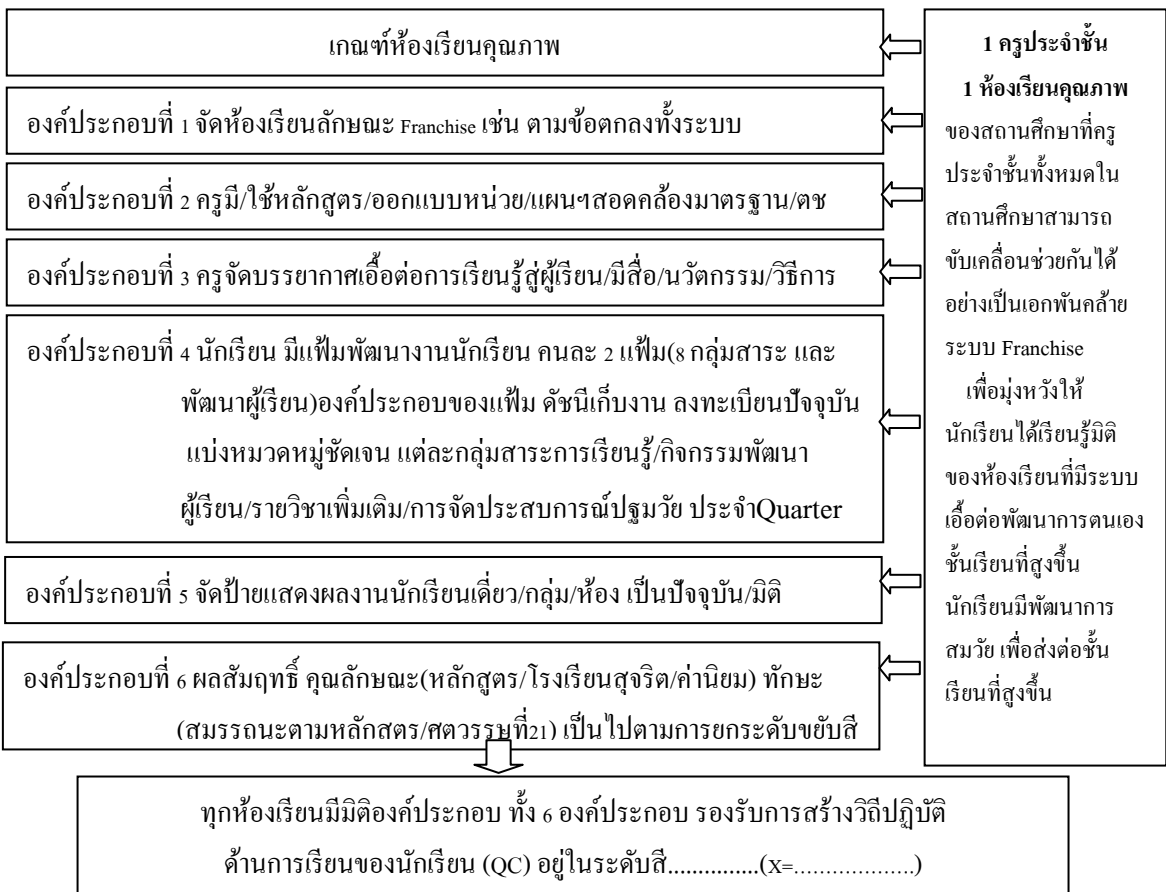 เกณฑ์ห้องเรียนคุณภาพ
องค์ประกอบที่ 1 จัดห้องเรียนลักษณะ Franchise เช่น ตามข้อตกลงทั้งระบบ
องค์ประกอบที่ 2 ครูมี/ใช้หลักสูตร/ออกแบบหน่วย/แผนฯสอดคล้องมาตรฐาน/ตช
องค์ประกอบที่ 3 ครูจัดบรรยากาศเอื้อต่อการเรียนรู้สู่ผู้เรียน/มีสื่อ/นวัตกรรม/วิธีการ
องค์ประกอบที่ 4 นักเรียน มีแฟ้มพัฒนางานนักเรียน คนละ 2 แฟ้ม(8 กลุ่มสาระ และ
พัฒนาผู้เรียน)องค์ประกอบของแฟ้ม ดัชนีเก็บงาน ลงทะเบียนปัจจุบัน
แบ่งหมวดหมู่ชัดเจน แต่ละกลุ่มสาระการเรียนรู้/กิจกรรมพัฒนา
ผู้เรียน/รายวิชาเพิ่มเติม/การจัดประสบการณ์ปฐมวัย ประจำQuarter
องค์ประกอบที่ 5 จัดป้ายแสดงผลงานนักเรียนเดี่ยว/กลุ่ม/ห้อง เป็นปัจจุบัน/มิติ
องค์ประกอบที่ 6 ผลสัมฤทธิ์ คุณลักษณะ(หลักสูตร/โรงเรียนสุจริต/ค่านิยม) ทักษะ
(สมรรถนะตามหลักสตร/ศตวรรษที่21) เป็นไปตามการยกระดับขยับสี
1 ครูประจำชั้น
1 ห้องเรียนคุณภาพ
ของสถานศึกษาที่ครู
ประจำชั้นทั้งหมดใน
สถานศึกษาสามารถ
ขับเคลื่อนช่วยกันได้
อย่างเป็นเอกพันคล้าย
ระบบ Franchise
เพื่อมุ่งหวังให้
นักเรียนได้เรียนรู้มิติ
ของห้องเรียนที่มีระบบ
เอื้อต่อพัฒนาการตนเอง
ชั้นเรียนที่สูงขึ้น
นักเรียนมีพัฒนาการ
สมวัย เพื่อส่งต่อชั้น
เรียนที่สูงขึ้น
ทุกห้องเรียนมีมิติองค์ประกอบ ทั้ง 6 องค์ประกอบ รองรับการสร้างวิถีปฏิบัติ
ด้านการเรียนของนักเรียน (QC) อยู่ในระดับสี...............(X=...................)